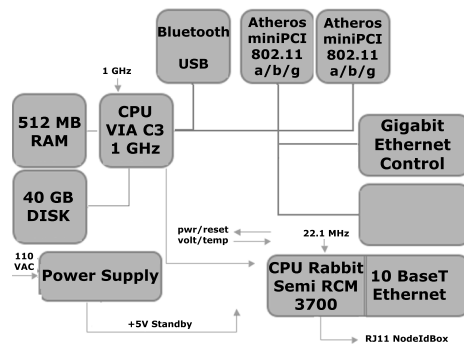 Bluetooth
USB
Atheros
miniPCI
802.11
a/b/g
Atheros
miniPCI
802.11
a/b/g
1 GHz
512 MB
RAM
CPU
VIA C3
1 GHz
Gigabit
Ethernet
Control
40 GB
DISK
pwr/reset
volt/temp
22.1 MHz
110
VAC
Power Supply
CPU Rabbit
Semi RCM
3700
10 BaseT
Ethernet
+5V Standby
RJ11 NodeIdBox